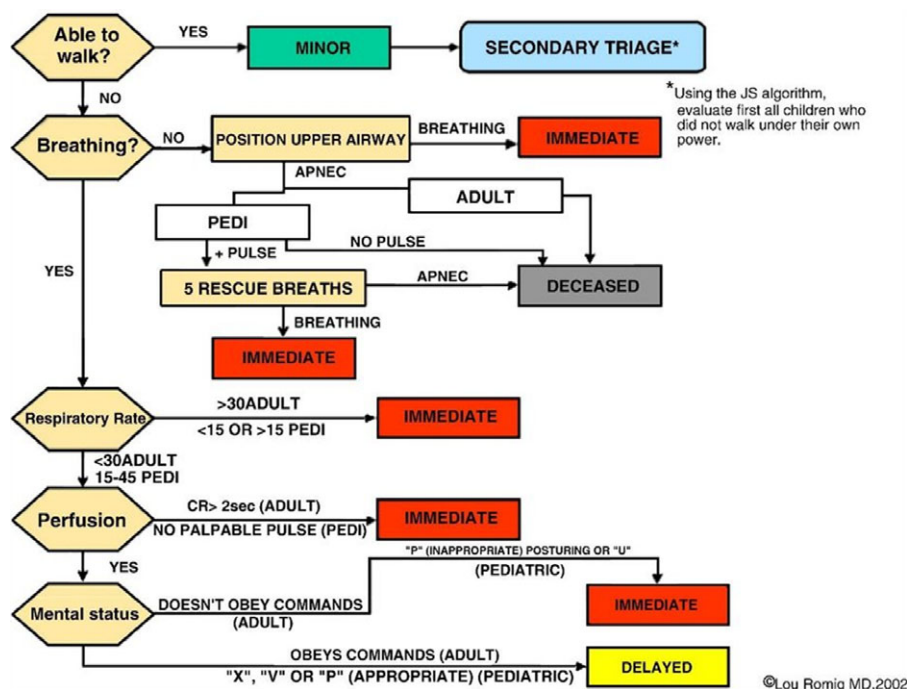 Able to
walk?
YES
MINOR
SECONDARY TRIAGE*
NO
*Using the JS algorithm,
evaluate first all children who
did not walk under their own
power.
Breathing?
NO
POSITION UPPER AIRWAY
BREATHING
IMMEDIATE
APNEC
ADULT
PEDI
NO PULSE
+ PULSE
YES
5 RESCUE BREATHS
APNEC
DECEASED
BREATHING
IMMEDIATE
Respiratory Rate
>30ADULT
<15 OR >15 PEDI
IMMEDIATE
<30ADULT
15-45 PEDI
Perfusion
CR> 2sec (ADULT)
NO PALPABLE PULSE (PEDI)
IMMEDIATE
YES
"P" (INAPPROPRIATE) POSTURING OR "U"
(PEDIATRIC)
Mental status
DOESN'T OBEY COMMANDS
(ADULT)
IMMEDIATE
OBEYS COMMANDS (ADULT)
"X", "V" OR "P" (APPROPRIATE) (PEDIATRIC)
DELAYED
©Lou Romig MD.2002